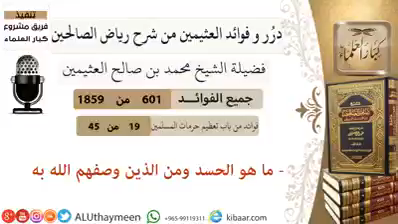 تنفيذ
فريق مشروع
كبار العلماء
درُر و فوائد العثيمين من شرح رياض الصالحين
فضيلة الشيخ محمد بن صالح العثيمين
جميع الفوائد 601 من 1859
فوائد من باب تعظيم حرمات المسلمين 19 من 45
كبار العلماء
- ما هو الحسد ومن الذين وصفهم الله به
ALUthaymeen
+965-99119311
kibaar.com